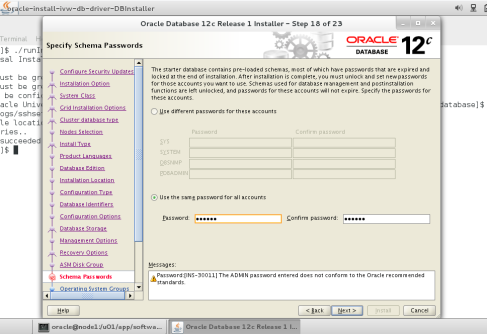 oracle-install-ivw-db-driver-DBInstaller
Terminal
]$ ./runI
sal Insta
ust be gr
ust be gr
be confi
acle Unive
ogs/sshse
le locatio
ries..
succeeded
]$
database]$
Oracle Database 12c Release 1 Installer - Step 18 of 23
Specify Schema Passwords
ORACLE
DATABASE
12c
Configure Security Updates
Installation Option
System Class
Grid Installation Options
Cluster database type
Nodes Selection
Install Type
Product Languages
Database Edition
Installation Location
Configuration Type
Database Identifiers
Configuration Options
Database Storage
Management Options
Recovery Options
ASM Disk Group
Schema Passwords
Operating System Groups
The starter database contains pre-loaded schemas, most of which have passwords that are expired and
locked at the end of installation. After installation is complete, you must unlock and set new passwords
for those accounts you want to use. Schemas used for database management and postinstallation
functions are left unlocked, and passwords for these accounts will not expire. Specify the passwords for
these accounts.
Use different passwords for these accounts
Password Confirm password
SYS
SYSTEM
DBSNMP
PDBADMIN
Use the same password for all accounts
Password: •••••• Confirm password: ••••••
Messages:
Password:[INS-30011] The ADMIN password entered does not conform to the Oracle recommended
standards.
Help < Back Next > Install Cancel
oracle@node1:/u01/app/softwa... Oracle Database 12c Release 1 I...